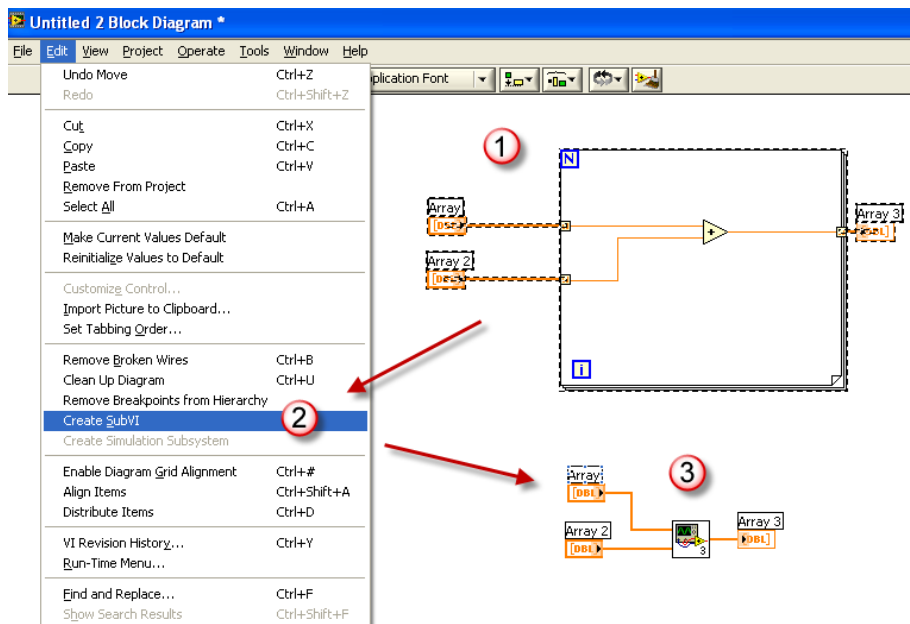 Untitled 2 Block Diagram *
File Edit View Project Operate Tools Window Help
Undo Move Ctrl+Z
plication Font
Redo Ctrl+Shift+Z
Cut Ctrl+X
Copy Ctrl+C
Paste Ctrl+V
Remove From Project
Select All Ctrl+A
Make Current Values Default
Reinitialize Values to Default
Customize Control...
Import Picture to Clipboard...
Set Tabbing Order...
Remove Broken Wires Ctrl+B
Clean Up Diagram Ctrl+U
Remove Breakpoints from Hierarchy
Create SubVI
Create Simulation Subsystem
Enable Diagram Grid Alignment Ctrl+#
Align Items Ctrl+Shift+A
Distribute Items Ctrl+D
VI Revision History... Ctrl+Y
Run-Time Menu...
Find and Replace... Ctrl+F
Show Search Results Ctrl+Shift+F
1
N
Array
Array 2
Array 3
DBL]
i
2
3
Array
[DBL]
Array 2
[DBL]
3
Array 3
DBL]